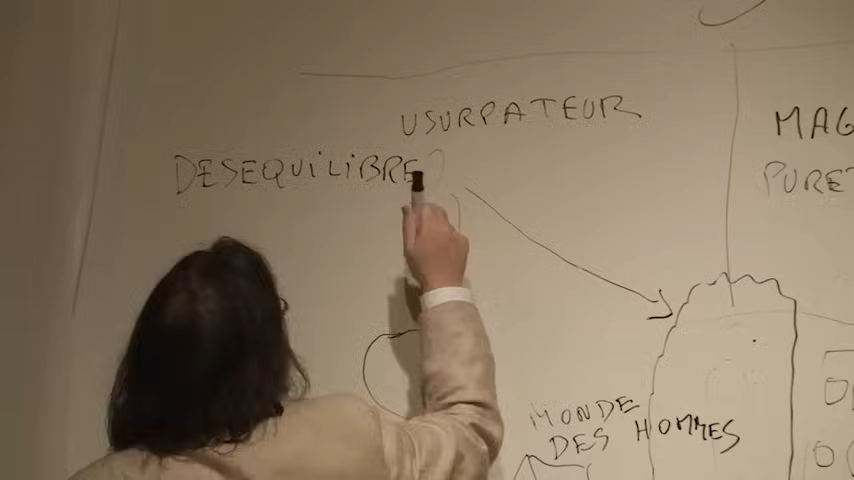 USURPATEUR
DESEQUiLiBRE
MAG
PURET
MONDE
DES HOMMES